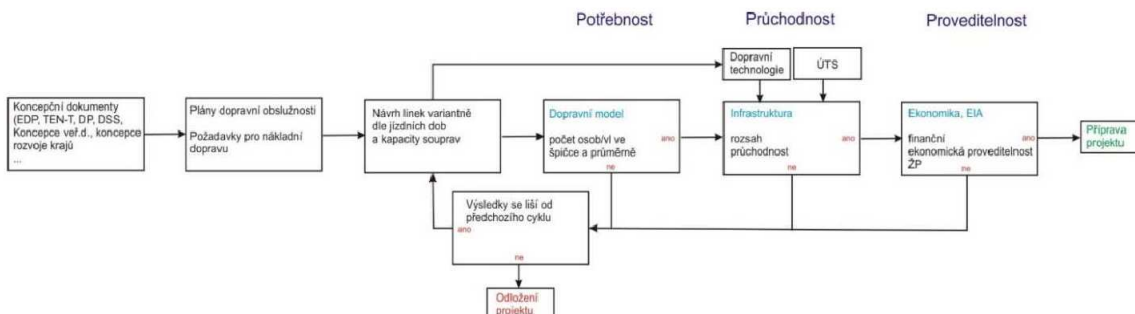 Potřebnost
Průchodnost
Proveditelnost
Koncepční dokumenty
(EDP, TEN-T, DP, DSS,
Koncepce veř.d., koncepce
rozvoje krajů
...
Plány dopravní obslužnosti
Požadavky pro nákladní
dopravu
Návrh linek variantně
dle jízdních dob
a kapacity souprav
Dopravní model
počet osob/vl ve
špičce a průměrně
ano
ne
Dopravní
technologie
ÚTS
Infrastruktura
rozsah
průchodnost
ano
ne
Ekonomika, EIA
finanční
ekonomická proveditelnost
ŽP
ano
ne
Příprava
projektu
Výsledky se liší od
předchozího cyklu
ano
ne
Odložení
projektu